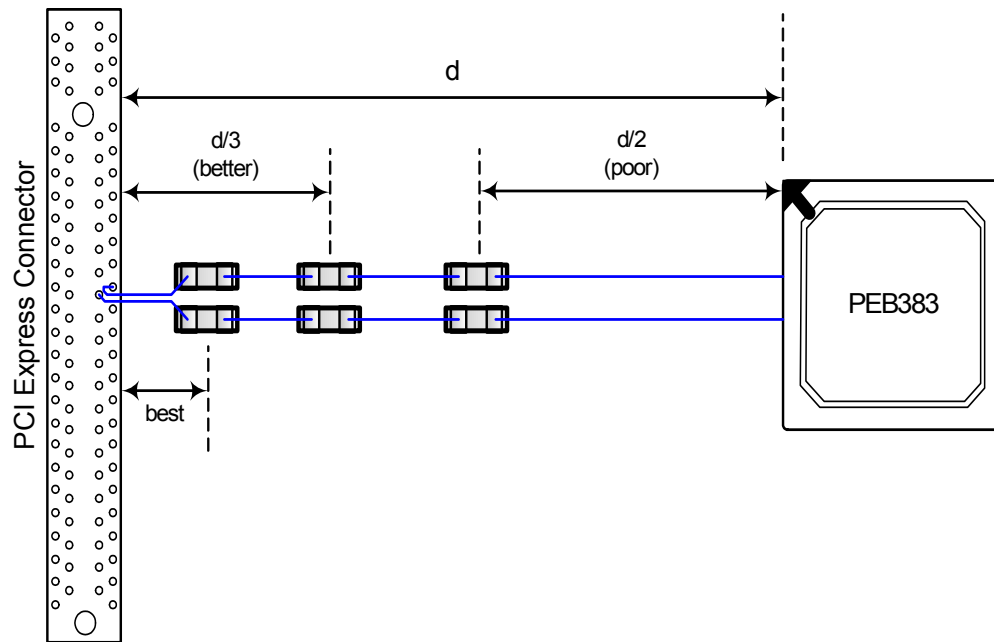 d
d/3
(better)
d/2
(poor)
PCI Express Connector
PEB383
best